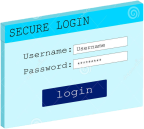 SECURE LOGIN
Username: Username
Password: *********
login